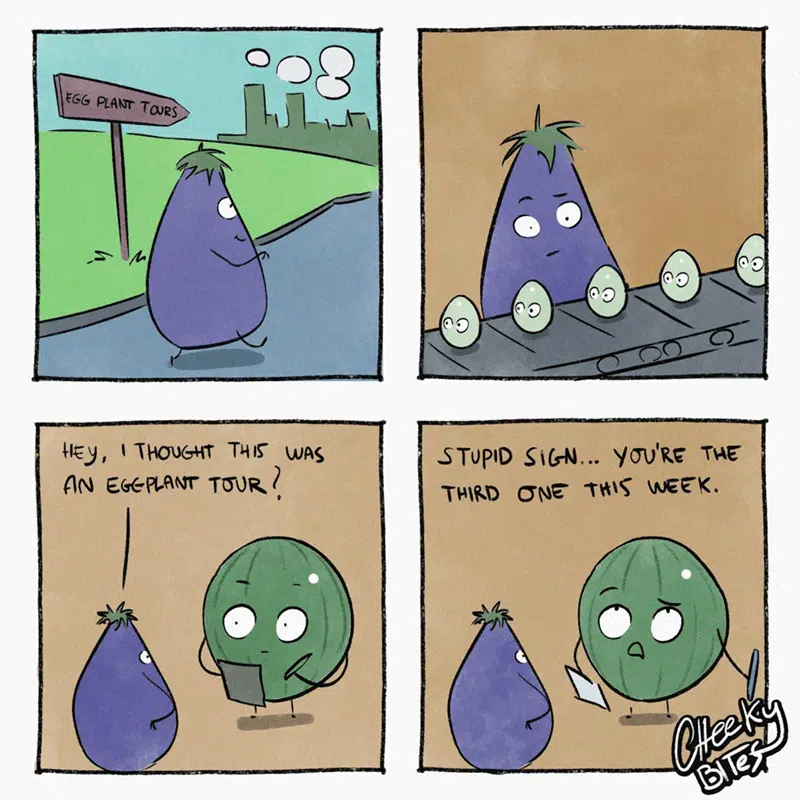 EGG PLANT TOURS
HEY, I THOUGHT THIS WAS
AN EGGPLANT TOUR?
STUPID SIGN... YOU'RE THE
THIRD ONE THIS WEEK.
CHEEKY
BITES